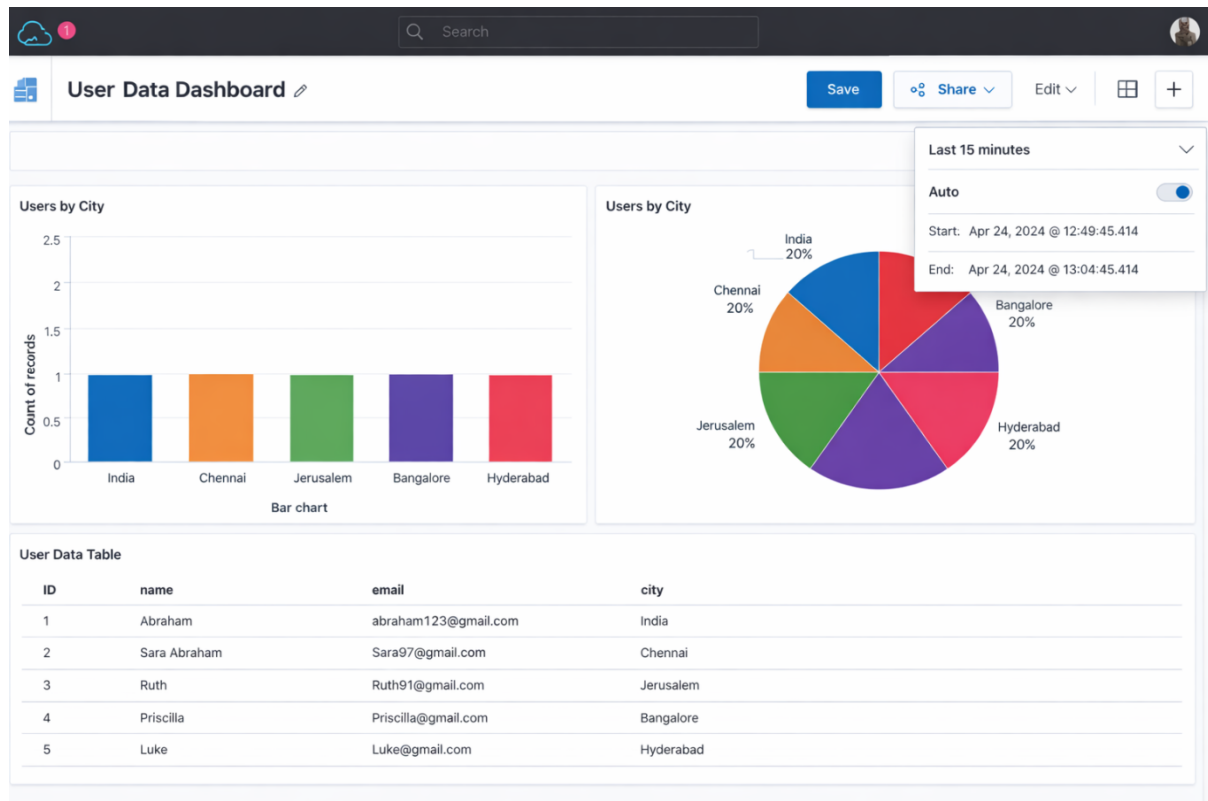 1
Search
User Data Dashboard
Save
Share
Edit
+
Last 15 minutes
Auto
Start: Apr 24, 2024 @ 12:49:45.414
End: Apr 24, 2024 @ 13:04:45.414
Users by City
2.5
2
1.5
1
0.5
0
Count of records
India Chennai Jerusalem Bangalore Hyderabad
Bar chart
Users by City
India
20%
Chennai
20%
Bangalore
20%
Jerusalem
20%
Hyderabad
20%
User Data Table
ID name email city
1 Abraham abraham123@gmail.com India
2 Sara Abraham Sara97@gmail.com Chennai
3 Ruth Ruth91@gmail.com Jerusalem
4 Priscilla Priscilla@gmail.com Bangalore
5 Luke Luke@gmail.com Hyderabad